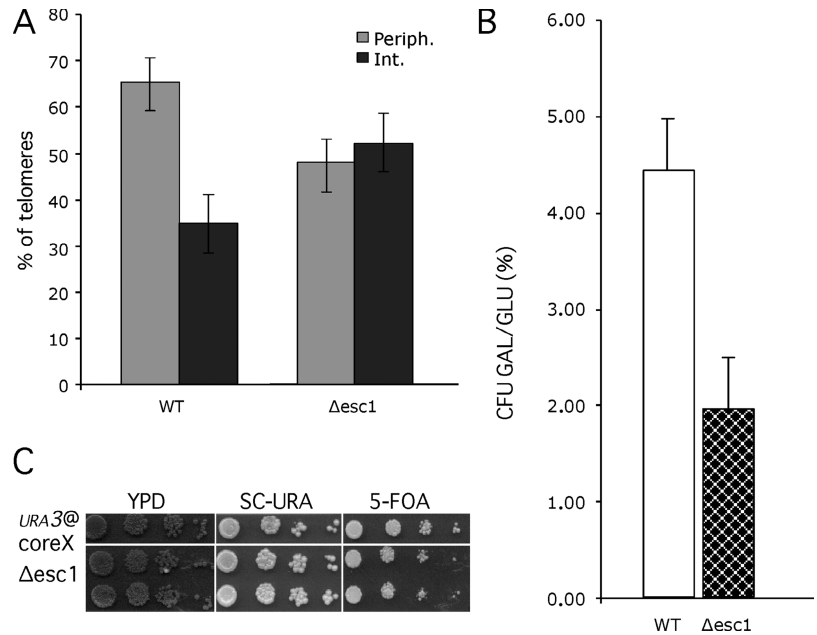 A
80
70
60
50
40
30
20
10
0
% of telomeres
Periph.
Int.
WT
Δesc1
B
6.00
5.00
4.00
3.00
2.00
1.00
0.00
CFU GAL/GLU (%)
WT
Δesc1
C
YPD
SC-URA
5-FOA
URA3@
coreX
Δesc1